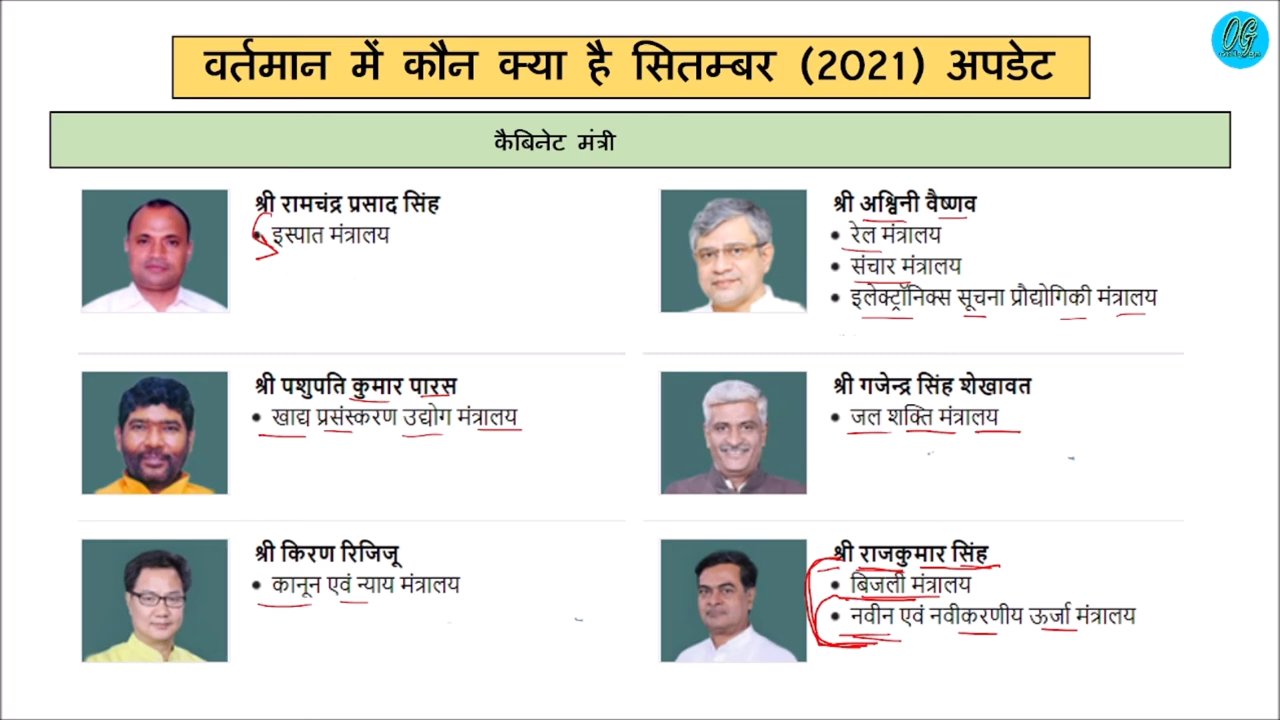 वर्तमान में कौन क्या है सितम्बर (2021) अपडेट
OG
कैबिनेट मंत्री
श्री रामचंद्र प्रसाद सिंह
• इस्पात मंत्रालय
श्री अश्विनी वैष्णव
• रेल मंत्रालय
• संचार मंत्रालय
• इलेक्ट्रॉनिक्स सूचना प्रौद्योगिकी मंत्रालय
श्री पशुपति कुमार पारस
• खाद्य प्रसंस्करण उद्योग मंत्रालय
श्री गजेन्द्र सिंह शेखावत
• जल शक्ति मंत्रालय
श्री किरण रिजिजू
• कानून एवं न्याय मंत्रालय
श्री राजकुमार सिंह
• बिजली मंत्रालय
• नवीन एवं नवीकरणीय ऊर्जा मंत्रालय